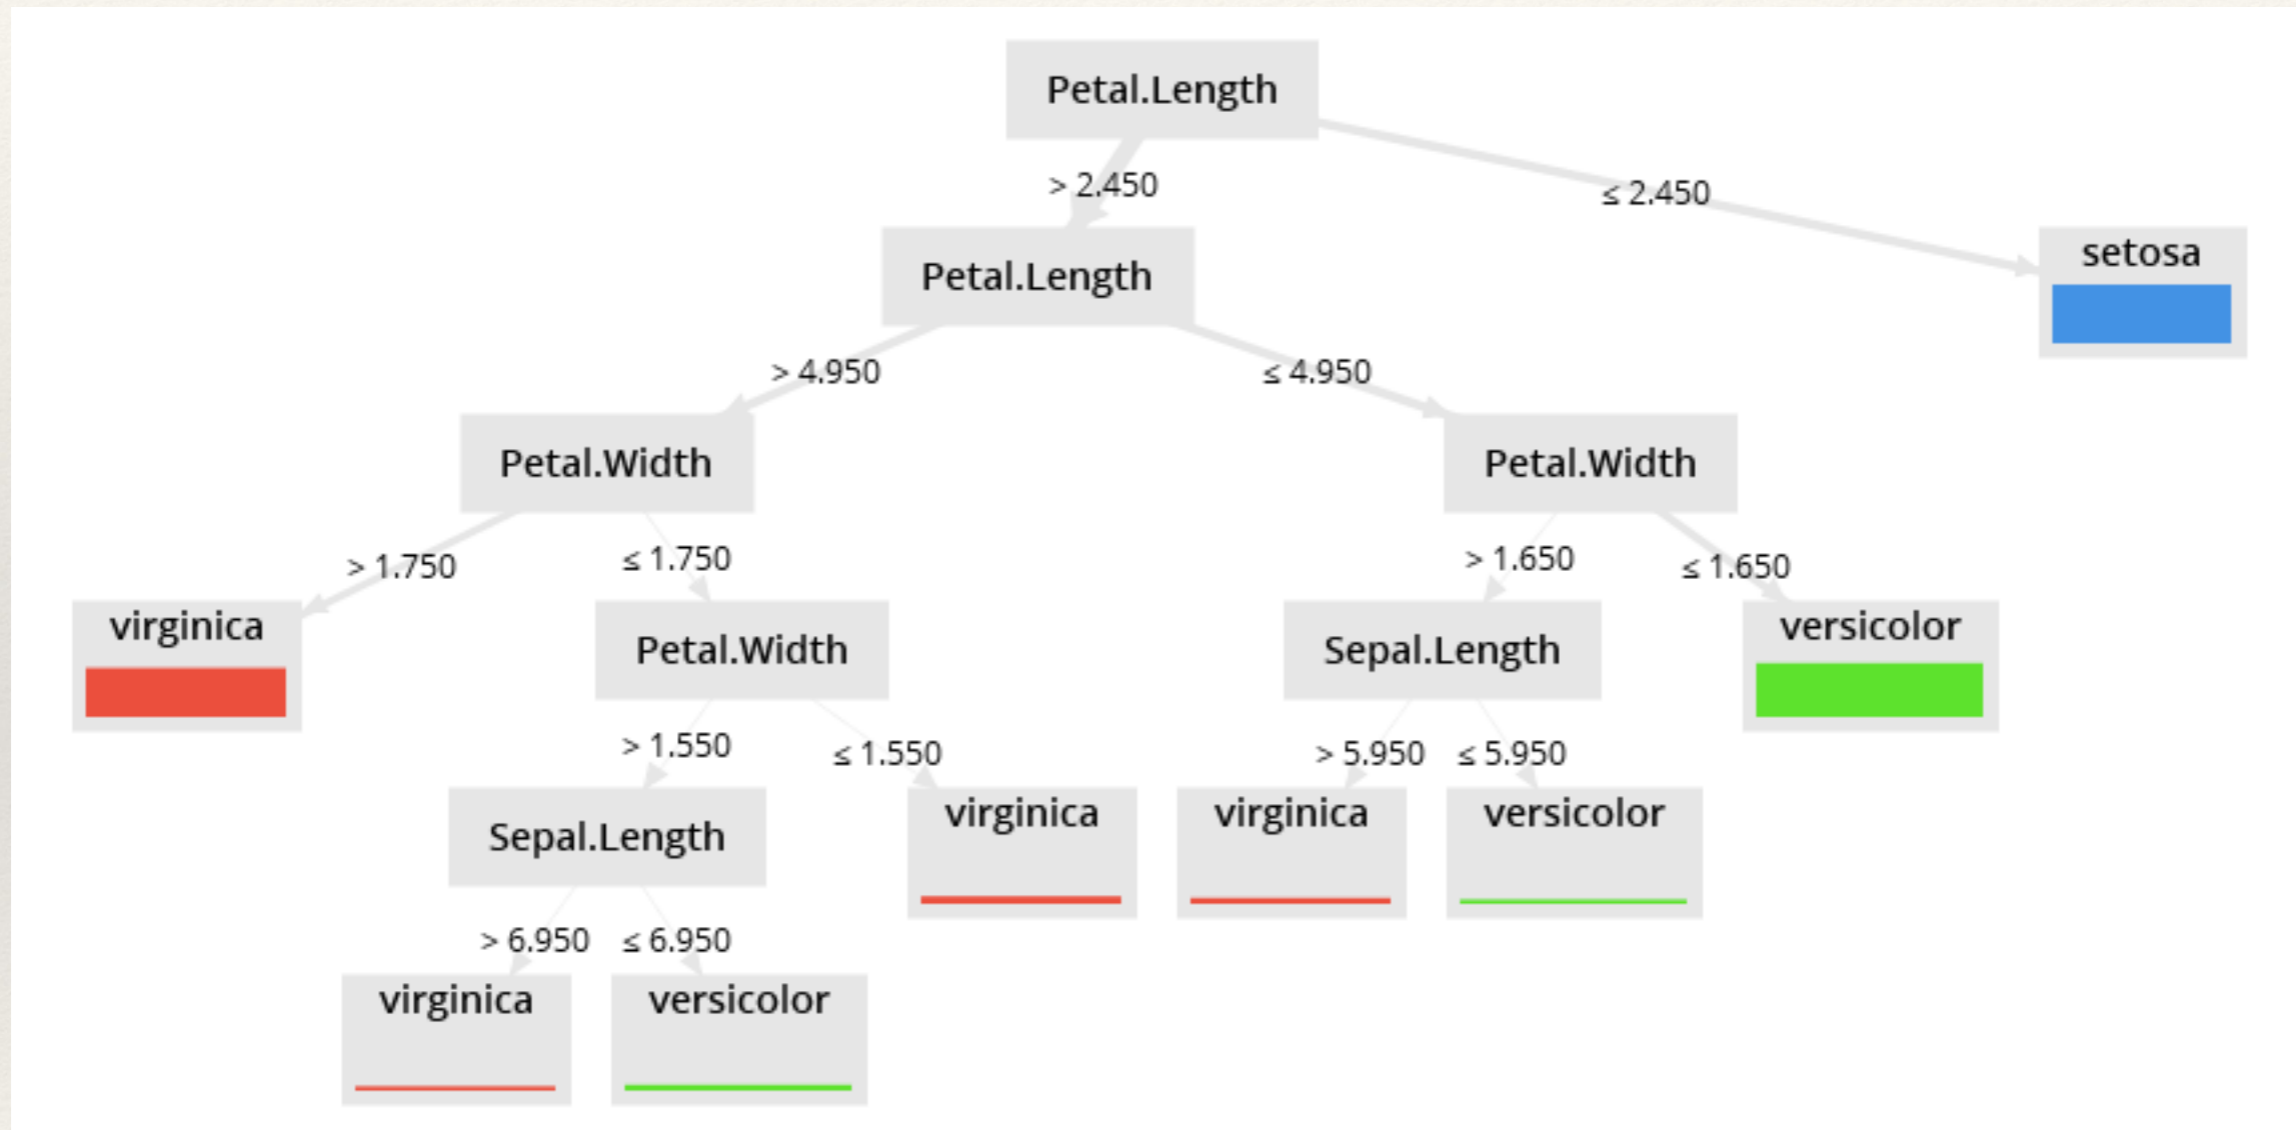 Petal.Length
> 2.450
≤ 2.450
setosa
Petal.Length
> 4.950
≤ 4.950
Petal.Width
Petal.Width
> 1.750
≤ 1.750
> 1.650
≤ 1.650
virginica
Petal.Width
Sepal.Length
versicolor
> 1.550
≤ 1.550
> 5.950
≤ 5.950
Sepal.Length
virginica
virginica
versicolor
> 6.950
≤ 6.950
virginica
versicolor